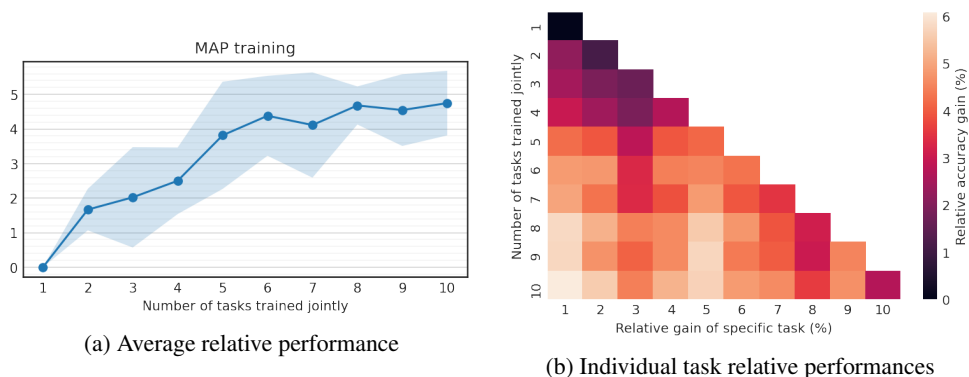 MAP training
5
4
3
2
1
0
1 2 3 4 5 6 7 8 9 10
Number of tasks trained jointly
(a) Average relative performance
Number of tasks trained jointly
1
2
3
4
5
6
7
8
9
10
1 2 3 4 5 6 7 8 9 10
Relative gain of specific task (%)
6
5
4
3
2
1
0
Relative accuracy gain (%)
(b) Individual task relative performances